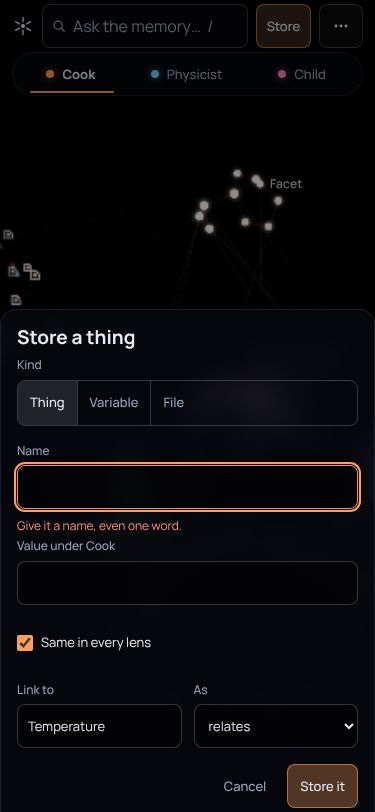 Ask the memory... /
Store
...
Cook
Physicist
Child
Facet
Store a thing
Kind
Thing
Variable
File
Name
Give it a name, even one word.
Value under Cook
Same in every lens
Link to
As
Temperature
relates
Cancel
Store it